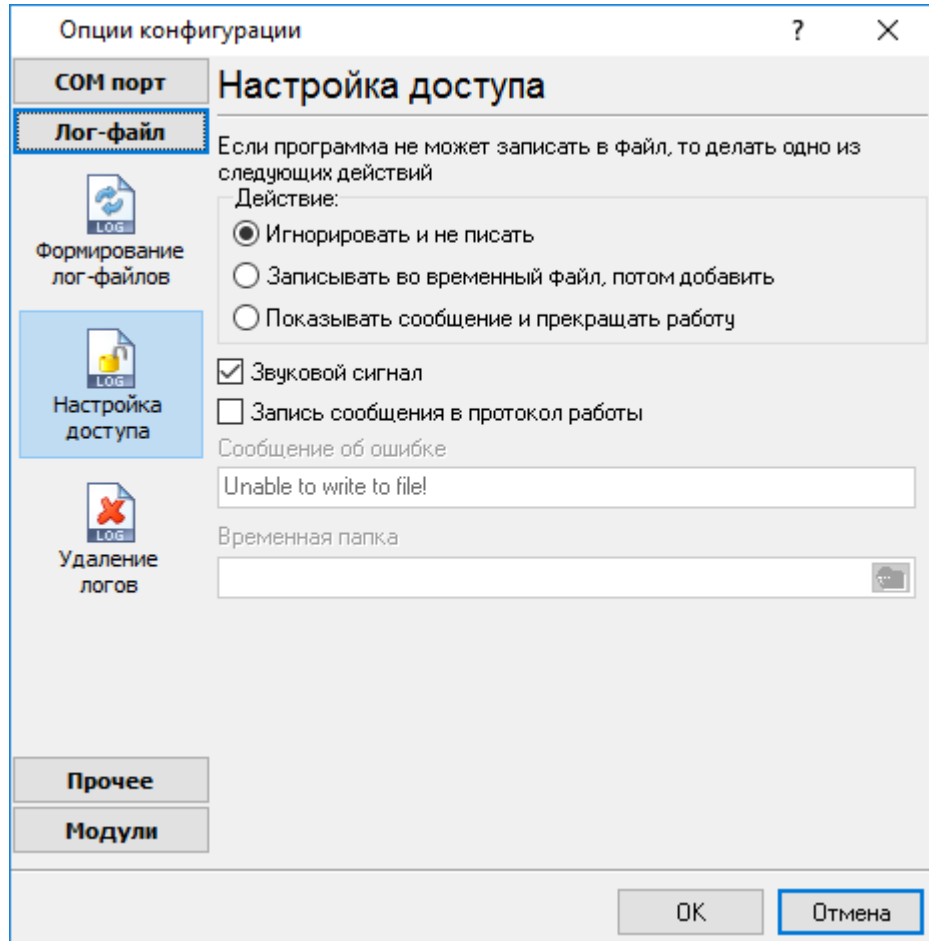 Опции конфигурации
?
COM порт
Лог-файл
LOG
Формирование
лог-файлов
LOG
Настройка
доступа
LOG
Удаление
логов
Прочее
Модули
Настройка доступа
Если программа не может записать в файл, то делать одно из
следующих действий
Действие:
Игнорировать и не писать
Записывать во временный файл, потом добавить
Показывать сообщение и прекращать работу
Звуковой сигнал
Запись сообщения в протокол работы
Сообщение об ошибке
Unable to write to file!
Временная папка
OK
Отмена